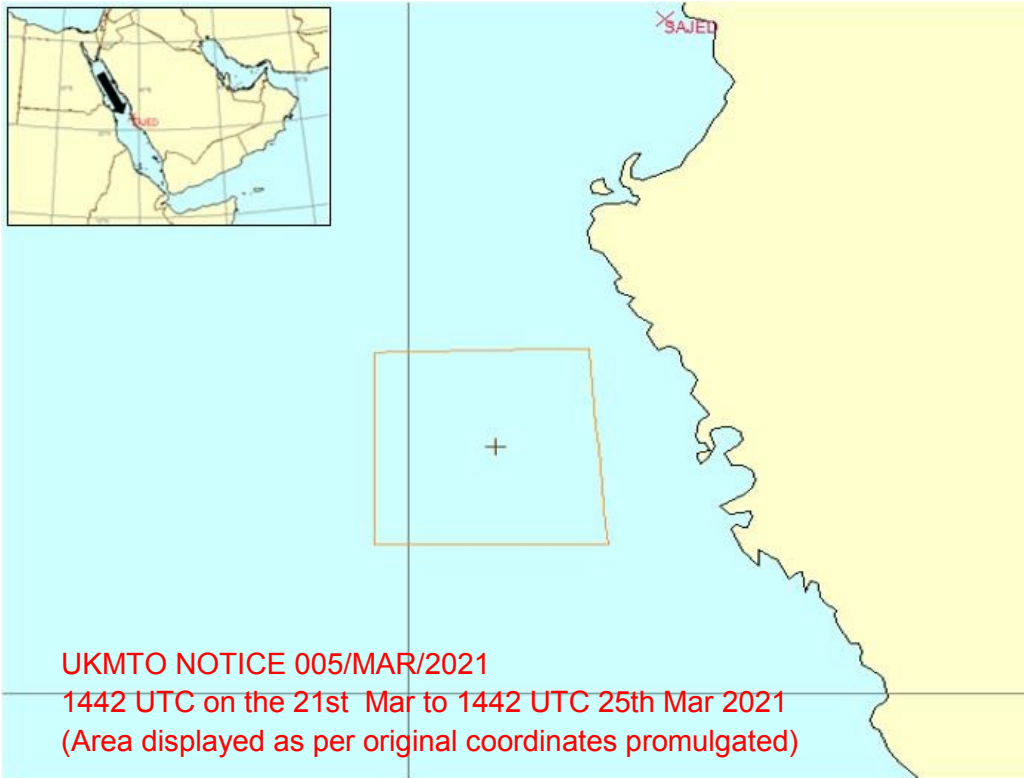 SAJED
UKMTO NOTICE 005/MAR/2021
1442 UTC on the 21st  Mar to 1442 UTC 25th Mar 2021
(Area displayed as per original coordinates promulgated)